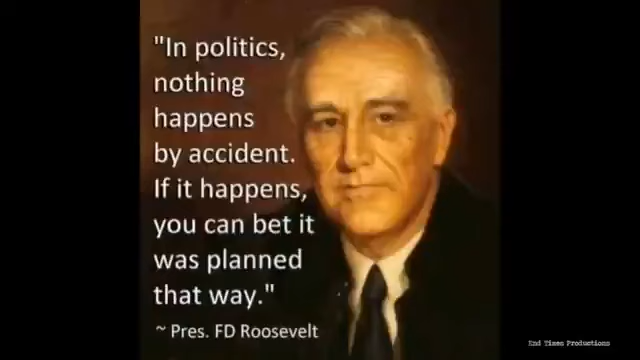 "In politics,
nothing
happens
by accident.
If it happens,
you can bet it
was planned
that way."
~ Pres. FD Roosevelt
End Times Productions